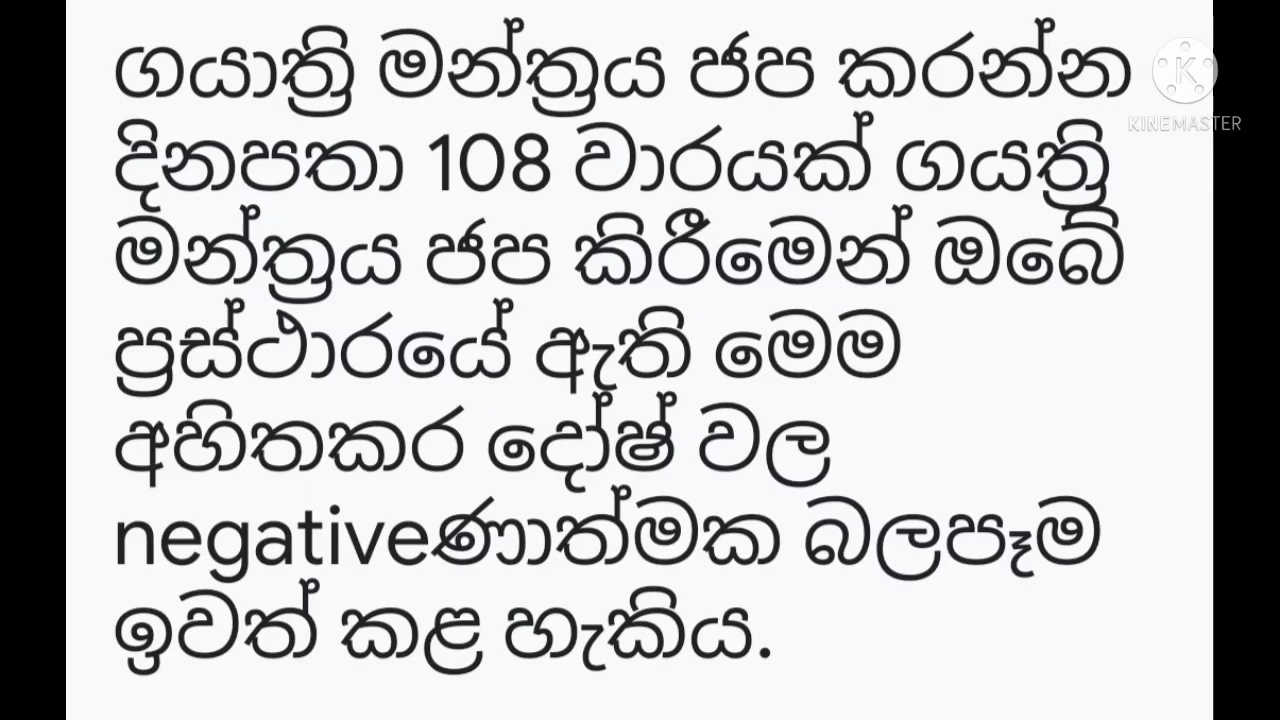 ගයාත්‍රි මන්ත්‍රය ජප කරන්න
දිනපතා 108 වාරයක් ගයත්‍රි
මන්ත්‍රය ජප කිරීමෙන් ඔබේ
ප්‍රස්ථාරයේ ඇති මෙම
අහිතකර දෝෂ් වල
negativeණාත්මක බලපෑම
ඉවත් කළ හැකිය.
K
KINEMASTER